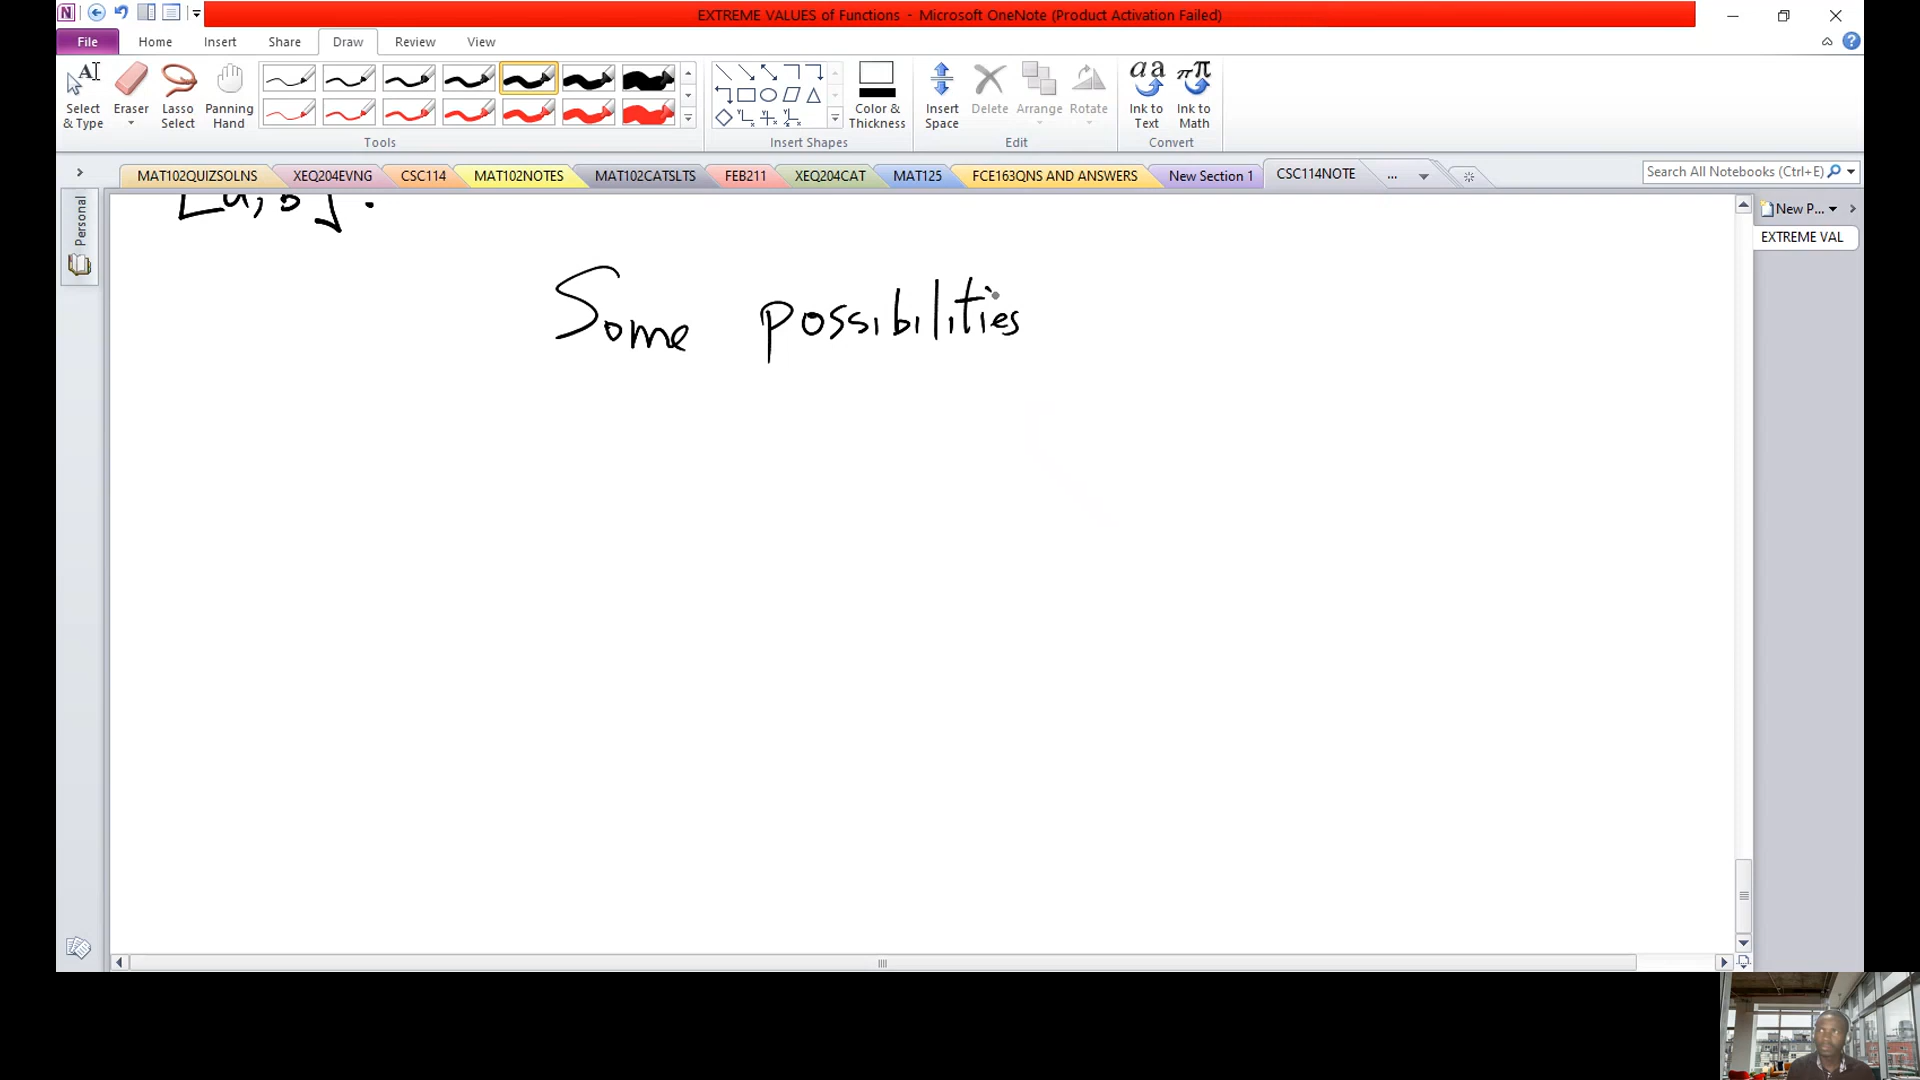 EXTREME VALUES of Functions - Microsoft OneNote (Product Activation Failed)
File Home Insert Share Draw Review View
Select & Type
Eraser
Lasso Select
Panning Hand
Color & Thickness
Insert Space
Delete
Arrange
Rotate
Ink to Text
Ink to Math
Tools
Insert Shapes
Edit
Convert
MAT102QUIZSOLNS XEQ204EVNG CSC114 MAT102NOTES MAT102CATSLTS FEB211 XEQ204CAT MAT125 FCE163QNS AND ANSWERS New Section 1 CSC114NOTE ...
Search All Notebooks (Ctrl+E)
Personal
New P...
EXTREME VAL
[a, b].
Some possibilities